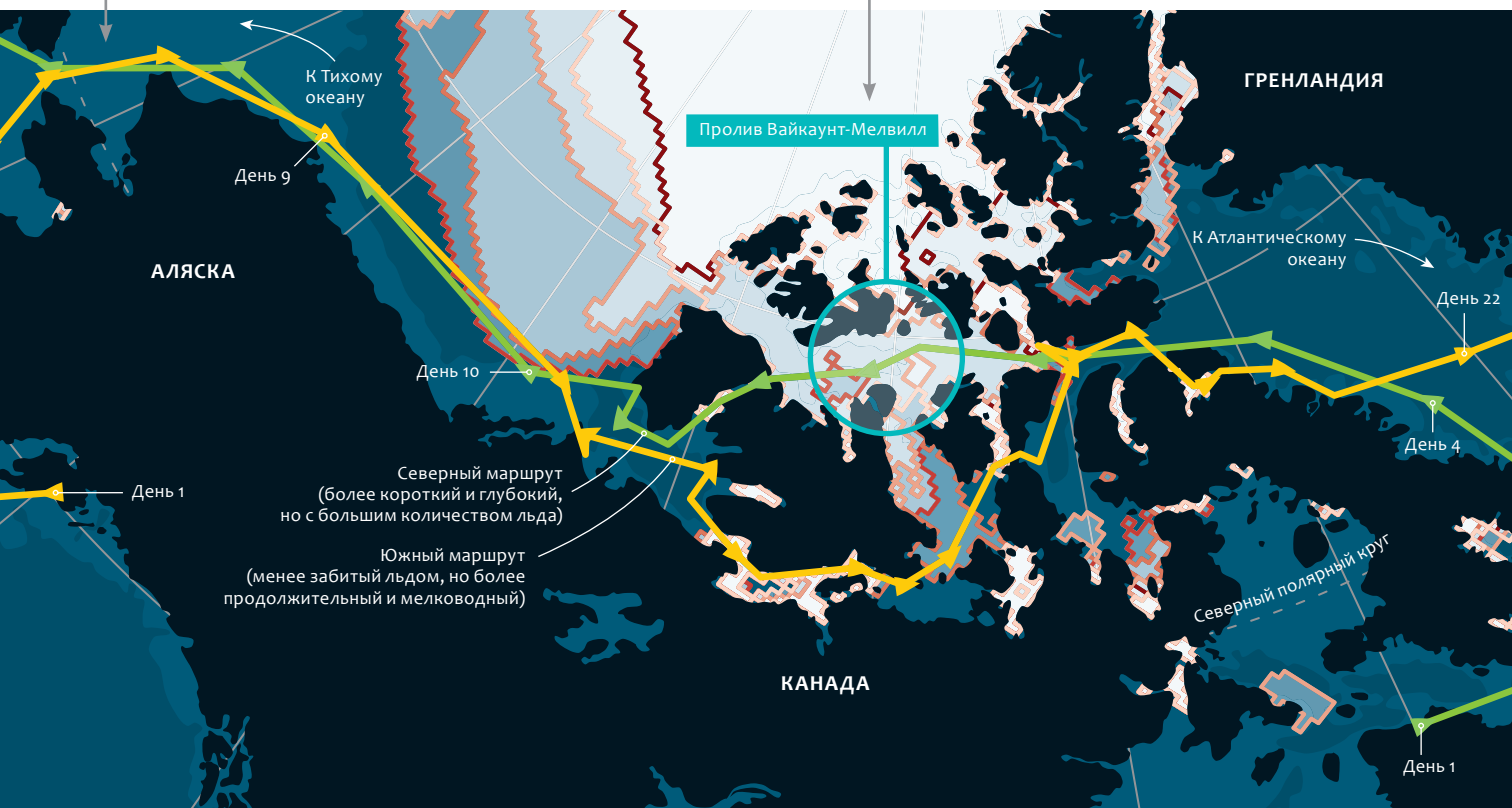 К Тихому
океану
ГРЕНЛАНДИЯ
Пролив Вайкаунт-Мелвилл
День 9
К Атлантическому
океану
АЛЯСКА
День 22
День 10
День 4
Северный маршрут
(более короткий и глубокий,
но с большим количеством льда)
День 1
Южный маршрут
(менее забитый льдом, но более
продолжительный и мелководный)
Северный полярный круг
КАНАДА
День 1